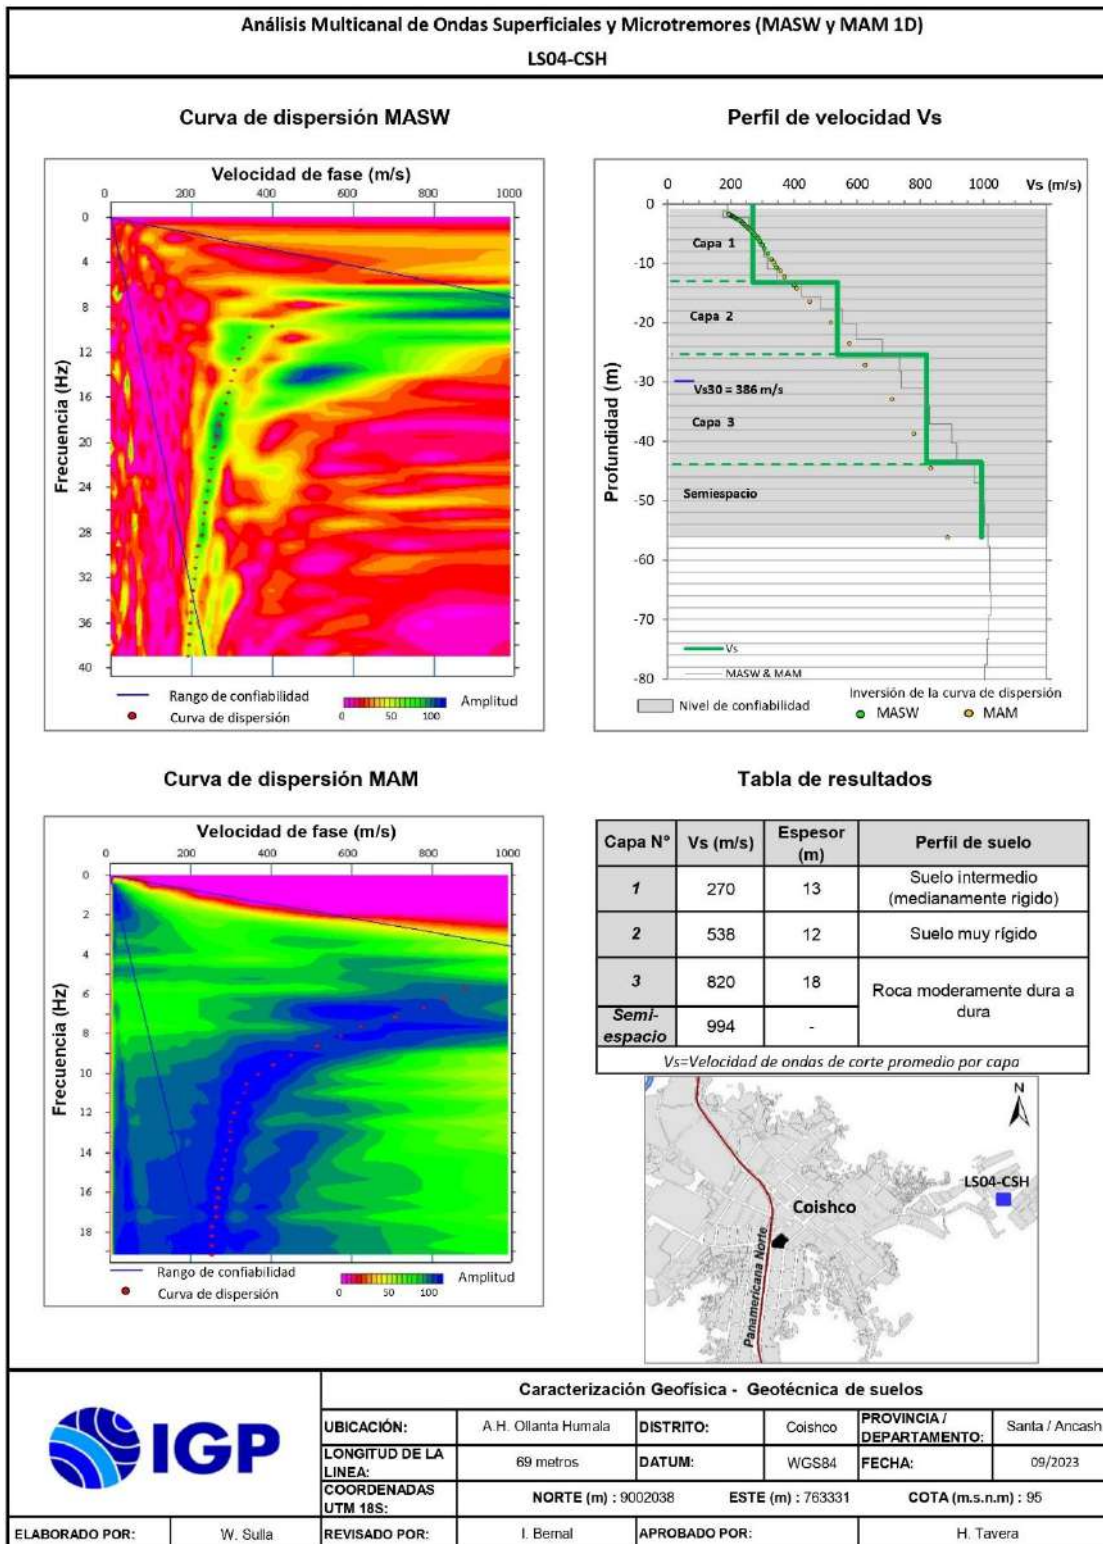 Análisis Multicanal de Ondas Superficiales y Microtremores (MASW y MAM 1D)
LS04-CSH
Curva de dispersión MASW
Velocidad de fase (m/s)
0 200 400 600 800 1000
Frecuencia (Hz)
0
4
8
12
16
20
24
28
32
36
40
Rango de confiabilidad
Curva de dispersión
Amplitud
0 50 100
Perfil de velocidad Vs
0 200 400 600 800 1000 Vs (m/s)
Profundidad (m)
0
-10
-20
-30
-40
-50
-60
-70
-80
Capa 1
Capa 2
Vs30 = 386 m/s
Capa 3
Semiespacio
Vs
MASW & MAM
Nivel de confiabilidad
Inversión de la curva de dispersión
MASW MAM
Curva de dispersión MAM
Velocidad de fase (m/s)
0 200 400 600 800 1000
Frecuencia (Hz)
0
2
4
6
8
10
12
14
16
18
Rango de confiabilidad
Curva de dispersión
Amplitud
0 50 100
Tabla de resultados
Capa N° Vs (m/s) Espesor (m) Perfil de suelo
1 270 13 Suelo intermedio (medianamente rigido)
2 538 12 Suelo muy rígido
3 820 18 Roca moderamente dura a dura
Semi-espacio 994 -
Vs=Velocidad de ondas de corte promedio por capa
N
LS04-CSH
Coishco
Panamericana Norte
IGP
Caracterización Geofísica - Geotécnica de suelos
UBICACIÓN: A.H. Ollanta Humala DISTRITO: Coishco PROVINCIA / DEPARTAMENTO: Santa / Ancash
LONGITUD DE LA LINEA: 69 metros DATUM: WGS84 FECHA: 09/2023
COORDENADAS UTM 18S: NORTE (m) : 9002038 ESTE (m) : 763331 COTA (m.s.n.m) : 95
ELABORADO POR: W. Sulla REVISADO POR: I. Bernal APROBADO POR: H. Tavera